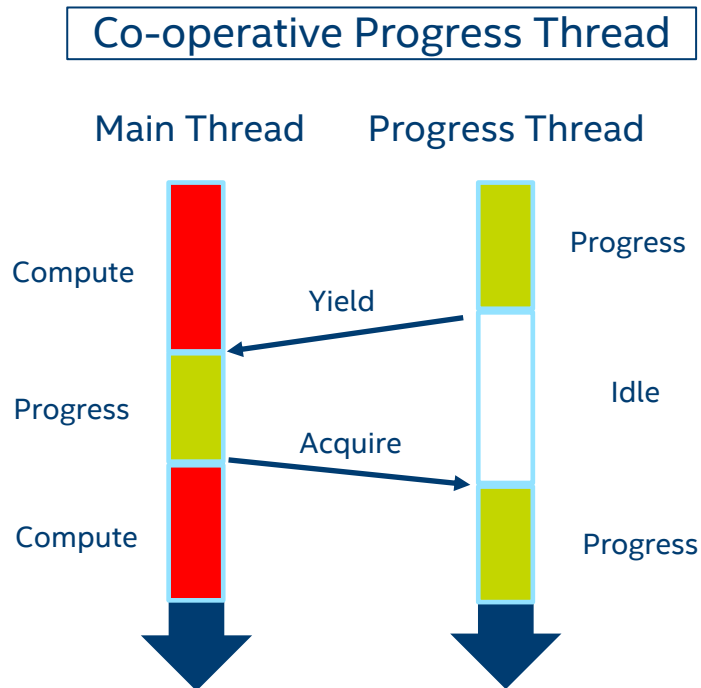 Co-operative Progress Thread
Main Thread
Progress Thread
Progress
Compute
Yield
Idle
Progress
Acquire
Compute
Progress